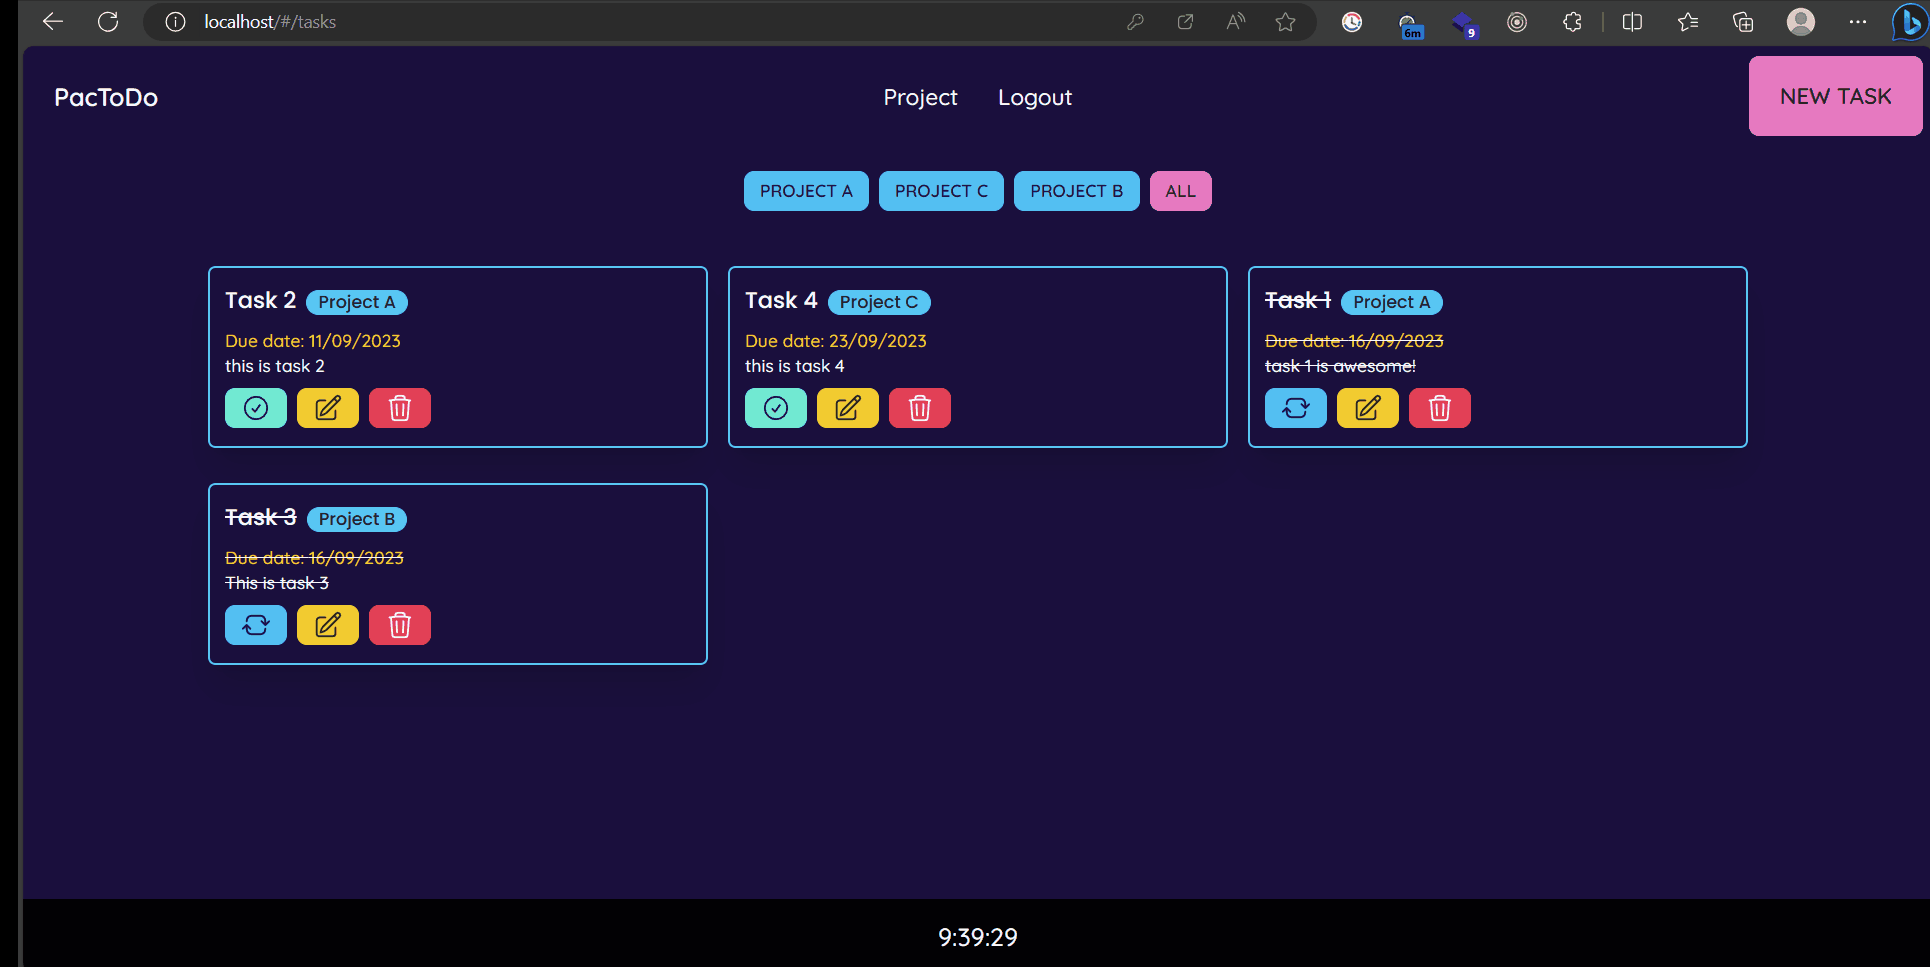 localhost/#/tasks
6m
9
PacToDo
Project
Logout
NEW TASK
PROJECT A
PROJECT C
PROJECT B
ALL
Task 2 Project A
Due date: 11/09/2023
this is task 2
Task 4 Project C
Due date: 23/09/2023
this is task 4
Task 1 Project A
Due date: 16/09/2023
task 1 is awesome!
Task 3 Project B
Due date: 16/09/2023
This is task 3
9:39:29